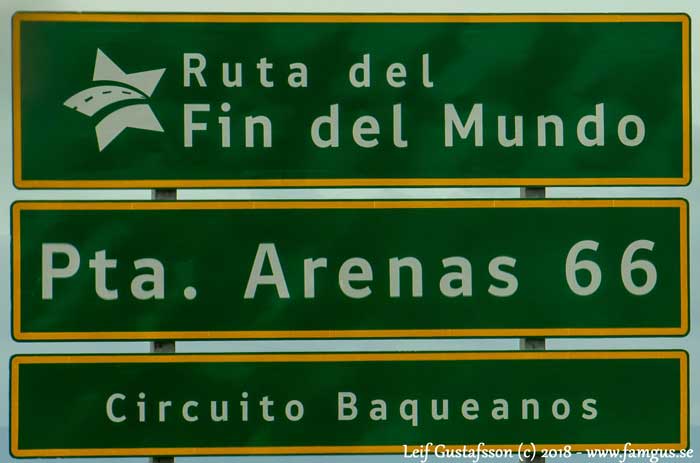 Ruta del
Fin del Mundo
Pta. Arenas 66
Circuito Baqueanos
Leif Gustafsson (c) 2018 - www.famgus.se